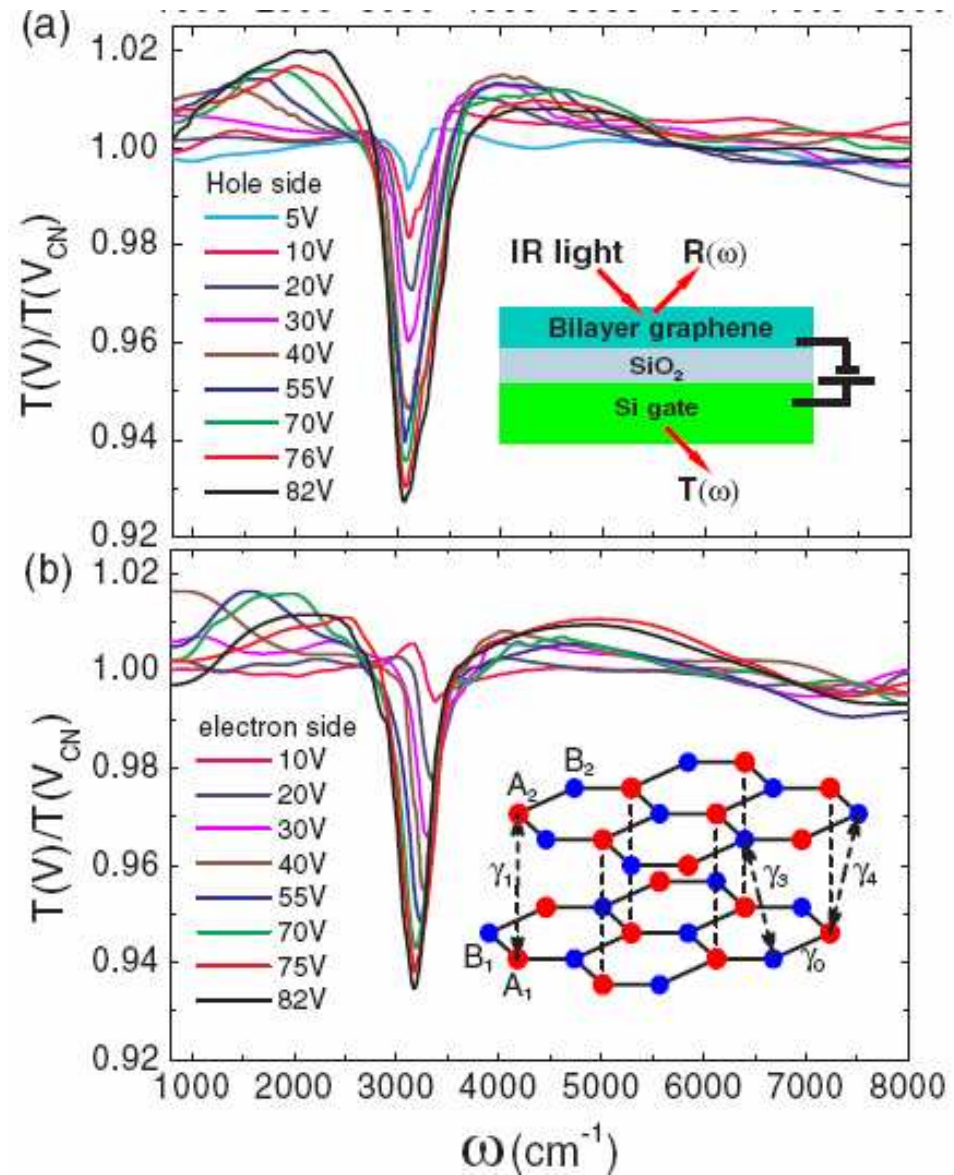 (a)
1.02
1.00
0.98
0.96
0.94
0.92
T(V)/T(V_CN)
Hole side
5V
10V
20V
30V
40V
55V
70V
76V
82V
IR light R(ω)
Bilayer graphene
SiO₂
Si gate
T(ω)
(b)
1.02
1.00
0.98
0.96
0.94
0.92
T(V)/T(V_CN)
electron side
10V
20V
30V
40V
55V
70V
75V
82V
B₂
A₂
γ₁ γ₃ γ₄
B₁ γ₀
A₁
1000 2000 3000 4000 5000 6000 7000 8000
ω (cm⁻¹)